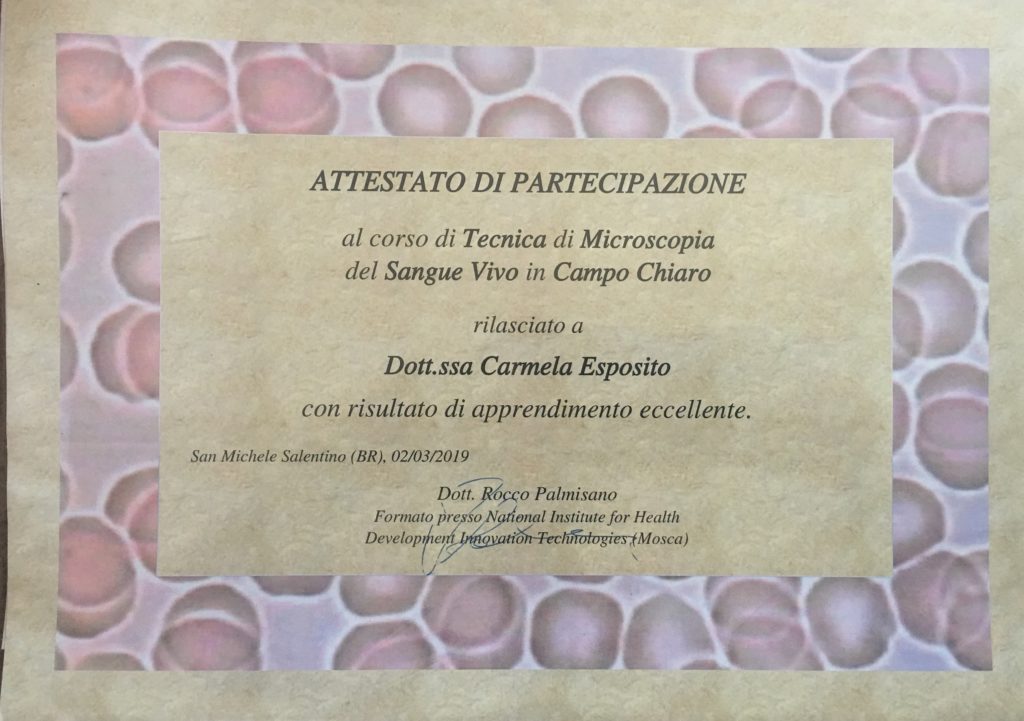 ATTESTATO DI PARTECIPAZIONE
al corso di Tecnica di Microscopia
del Sangue Vivo in Campo Chiaro
rilasciato a
Dott.ssa Carmela Esposito
con risultato di apprendimento eccellente.
San Michele Salentino (BR), 02/03/2019
Dott. Rocco Palmisano
Formato presso National Institute for Health
Development Innovation Technologies (Mosca)